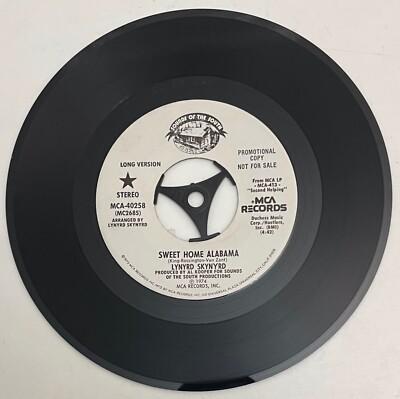 SOUNDS OF THE SOUTH
LONG VERSION
STEREO
MCA-40258
(MC2685)
ARRANGED BY
LYNYRD SKYNYRD
PROMOTIONAL
COPY
NOT FOR SALE
From MCA LP
-MCA-413-
"Second Helping"
MCA
RECORDS
Duchess Music
Corp./Hustlers,
Inc. (BMI)
(4:42)
SWEET HOME ALABAMA
(King-Rossington-Van Zant)
LYNYRD SKYNYRD
PRODUCED BY AL KOOPER FOR SOUNDS
OF THE SOUTH PRODUCTIONS
℗ 1974
MCA RECORDS, INC.
MCA RECORDS, INC.